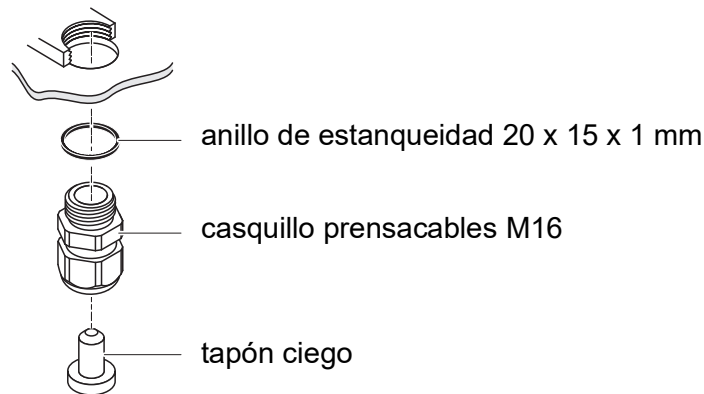 anillo de estanqueidad 20 x 15 x 1 mm
casquillo prensacables M16
tapón ciego